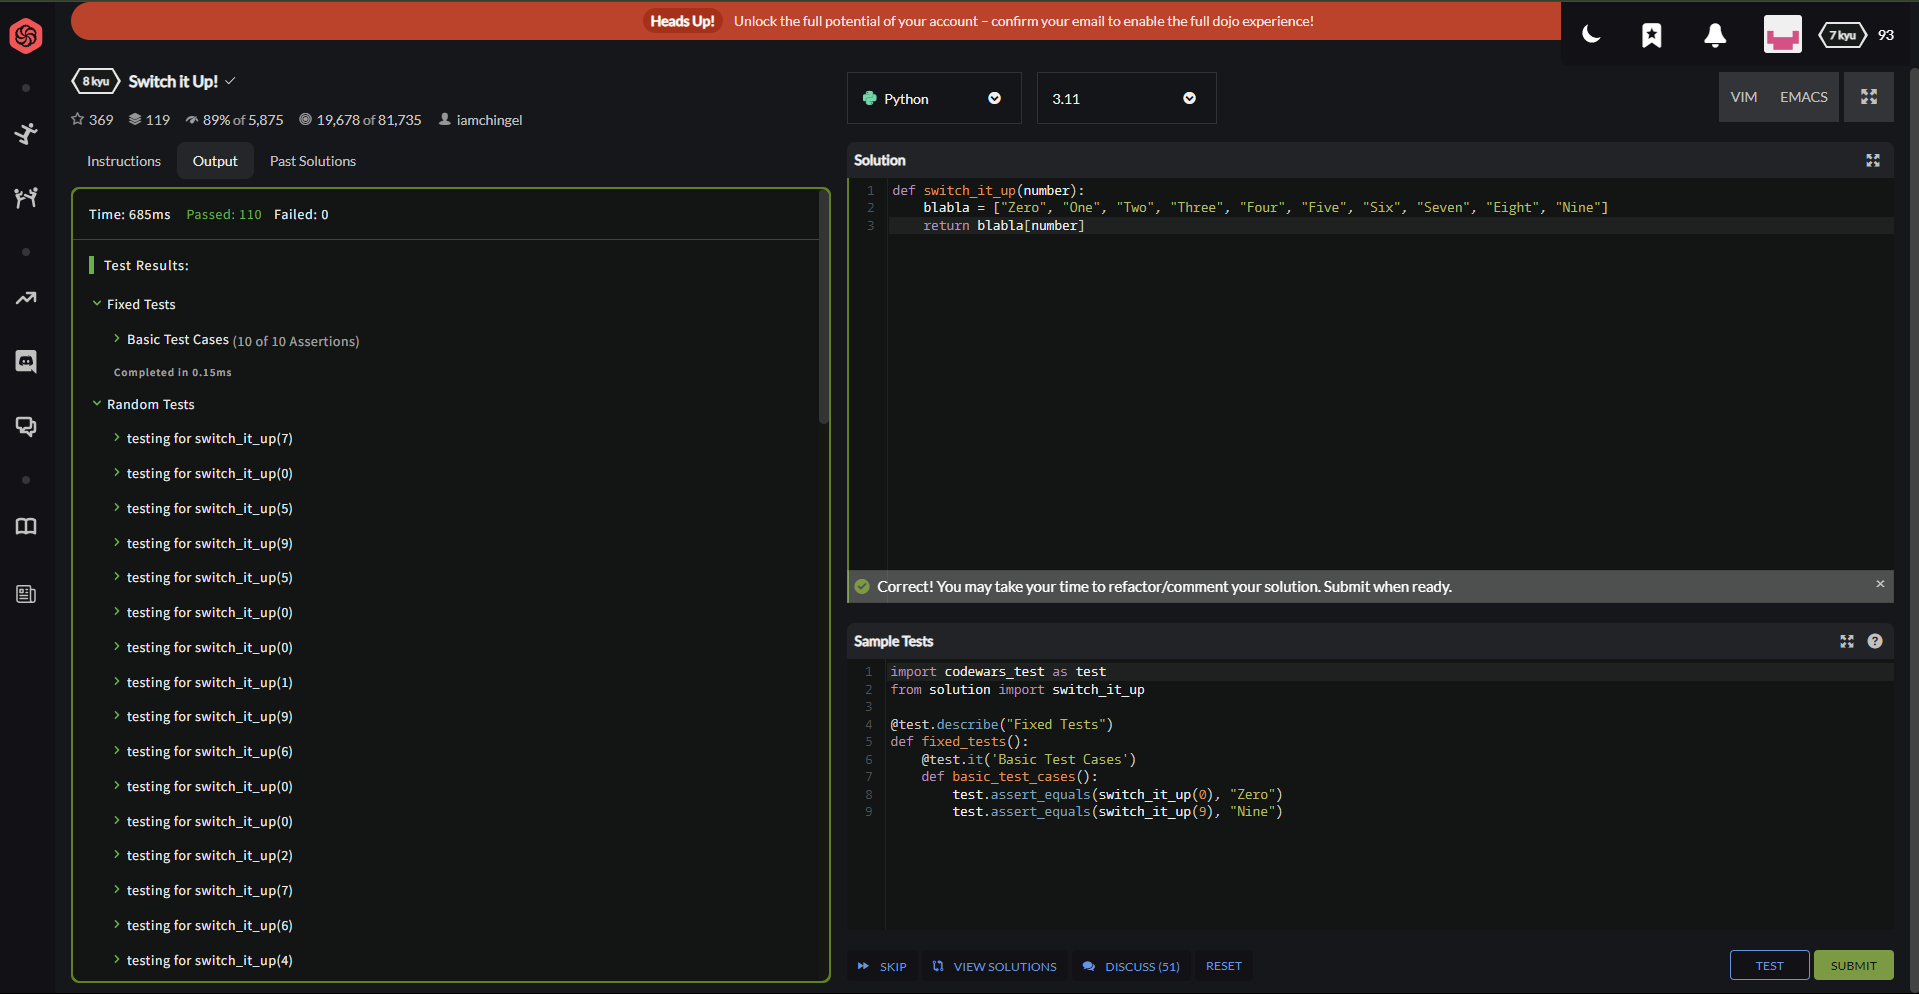 Heads Up! Unlock the full potential of your account – confirm your email to enable the full dojo experience!
7 kyu 93
8 kyu Switch it Up!
369 119 89% of 5,875 19,678 of 81,735 iamchingel
Instructions Output Past Solutions
Time: 685ms Passed: 110 Failed: 0
Test Results:
Fixed Tests
Basic Test Cases (10 of 10 Assertions)
Completed in 0.15ms
Random Tests
testing for switch_it_up(7)
testing for switch_it_up(0)
testing for switch_it_up(5)
testing for switch_it_up(9)
testing for switch_it_up(5)
testing for switch_it_up(0)
testing for switch_it_up(0)
testing for switch_it_up(1)
testing for switch_it_up(9)
testing for switch_it_up(6)
testing for switch_it_up(0)
testing for switch_it_up(0)
testing for switch_it_up(2)
testing for switch_it_up(7)
testing for switch_it_up(6)
testing for switch_it_up(4)
Python 3.11 VIM EMACS
Solution
1 def switch_it_up(number):
2 blabla = ["Zero", "One", "Two", "Three", "Four", "Five", "Six", "Seven", "Eight", "Nine"]
3 return blabla[number]
Correct! You may take your time to refactor/comment your solution. Submit when ready. ×
Sample Tests ?
1 import codewars_test as test
2 from solution import switch_it_up
3
4 @test.describe("Fixed Tests")
5 def fixed_tests():
6 @test.it('Basic Test Cases')
7 def basic_test_cases():
8 test.assert_equals(switch_it_up(0), "Zero")
9 test.assert_equals(switch_it_up(9), "Nine")
SKIP VIEW SOLUTIONS DISCUSS (51) RESET TEST SUBMIT